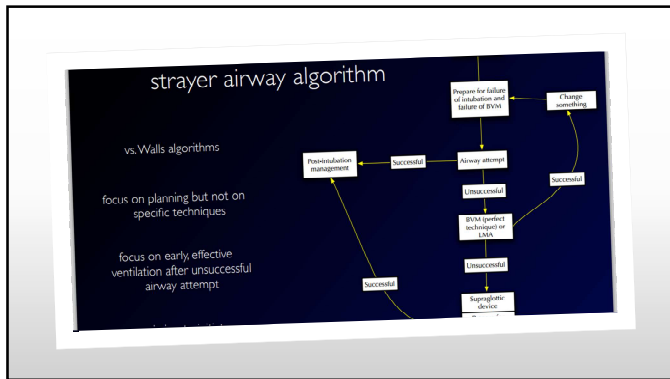 strayer airway algorithm
vs. Walls algorithms
focus on planning but not on
specific techniques
focus on early, effective
ventilation after unsuccessful
airway attempt
Prepare for failure
of intubation and
failure of BVM
Change
something
Post-intubation
management
Successful
Airway attempt
Successful
Unsuccessful
BVM (perfect
technique) or
LMA
Unsuccessful
Successful
Supraglottic
device